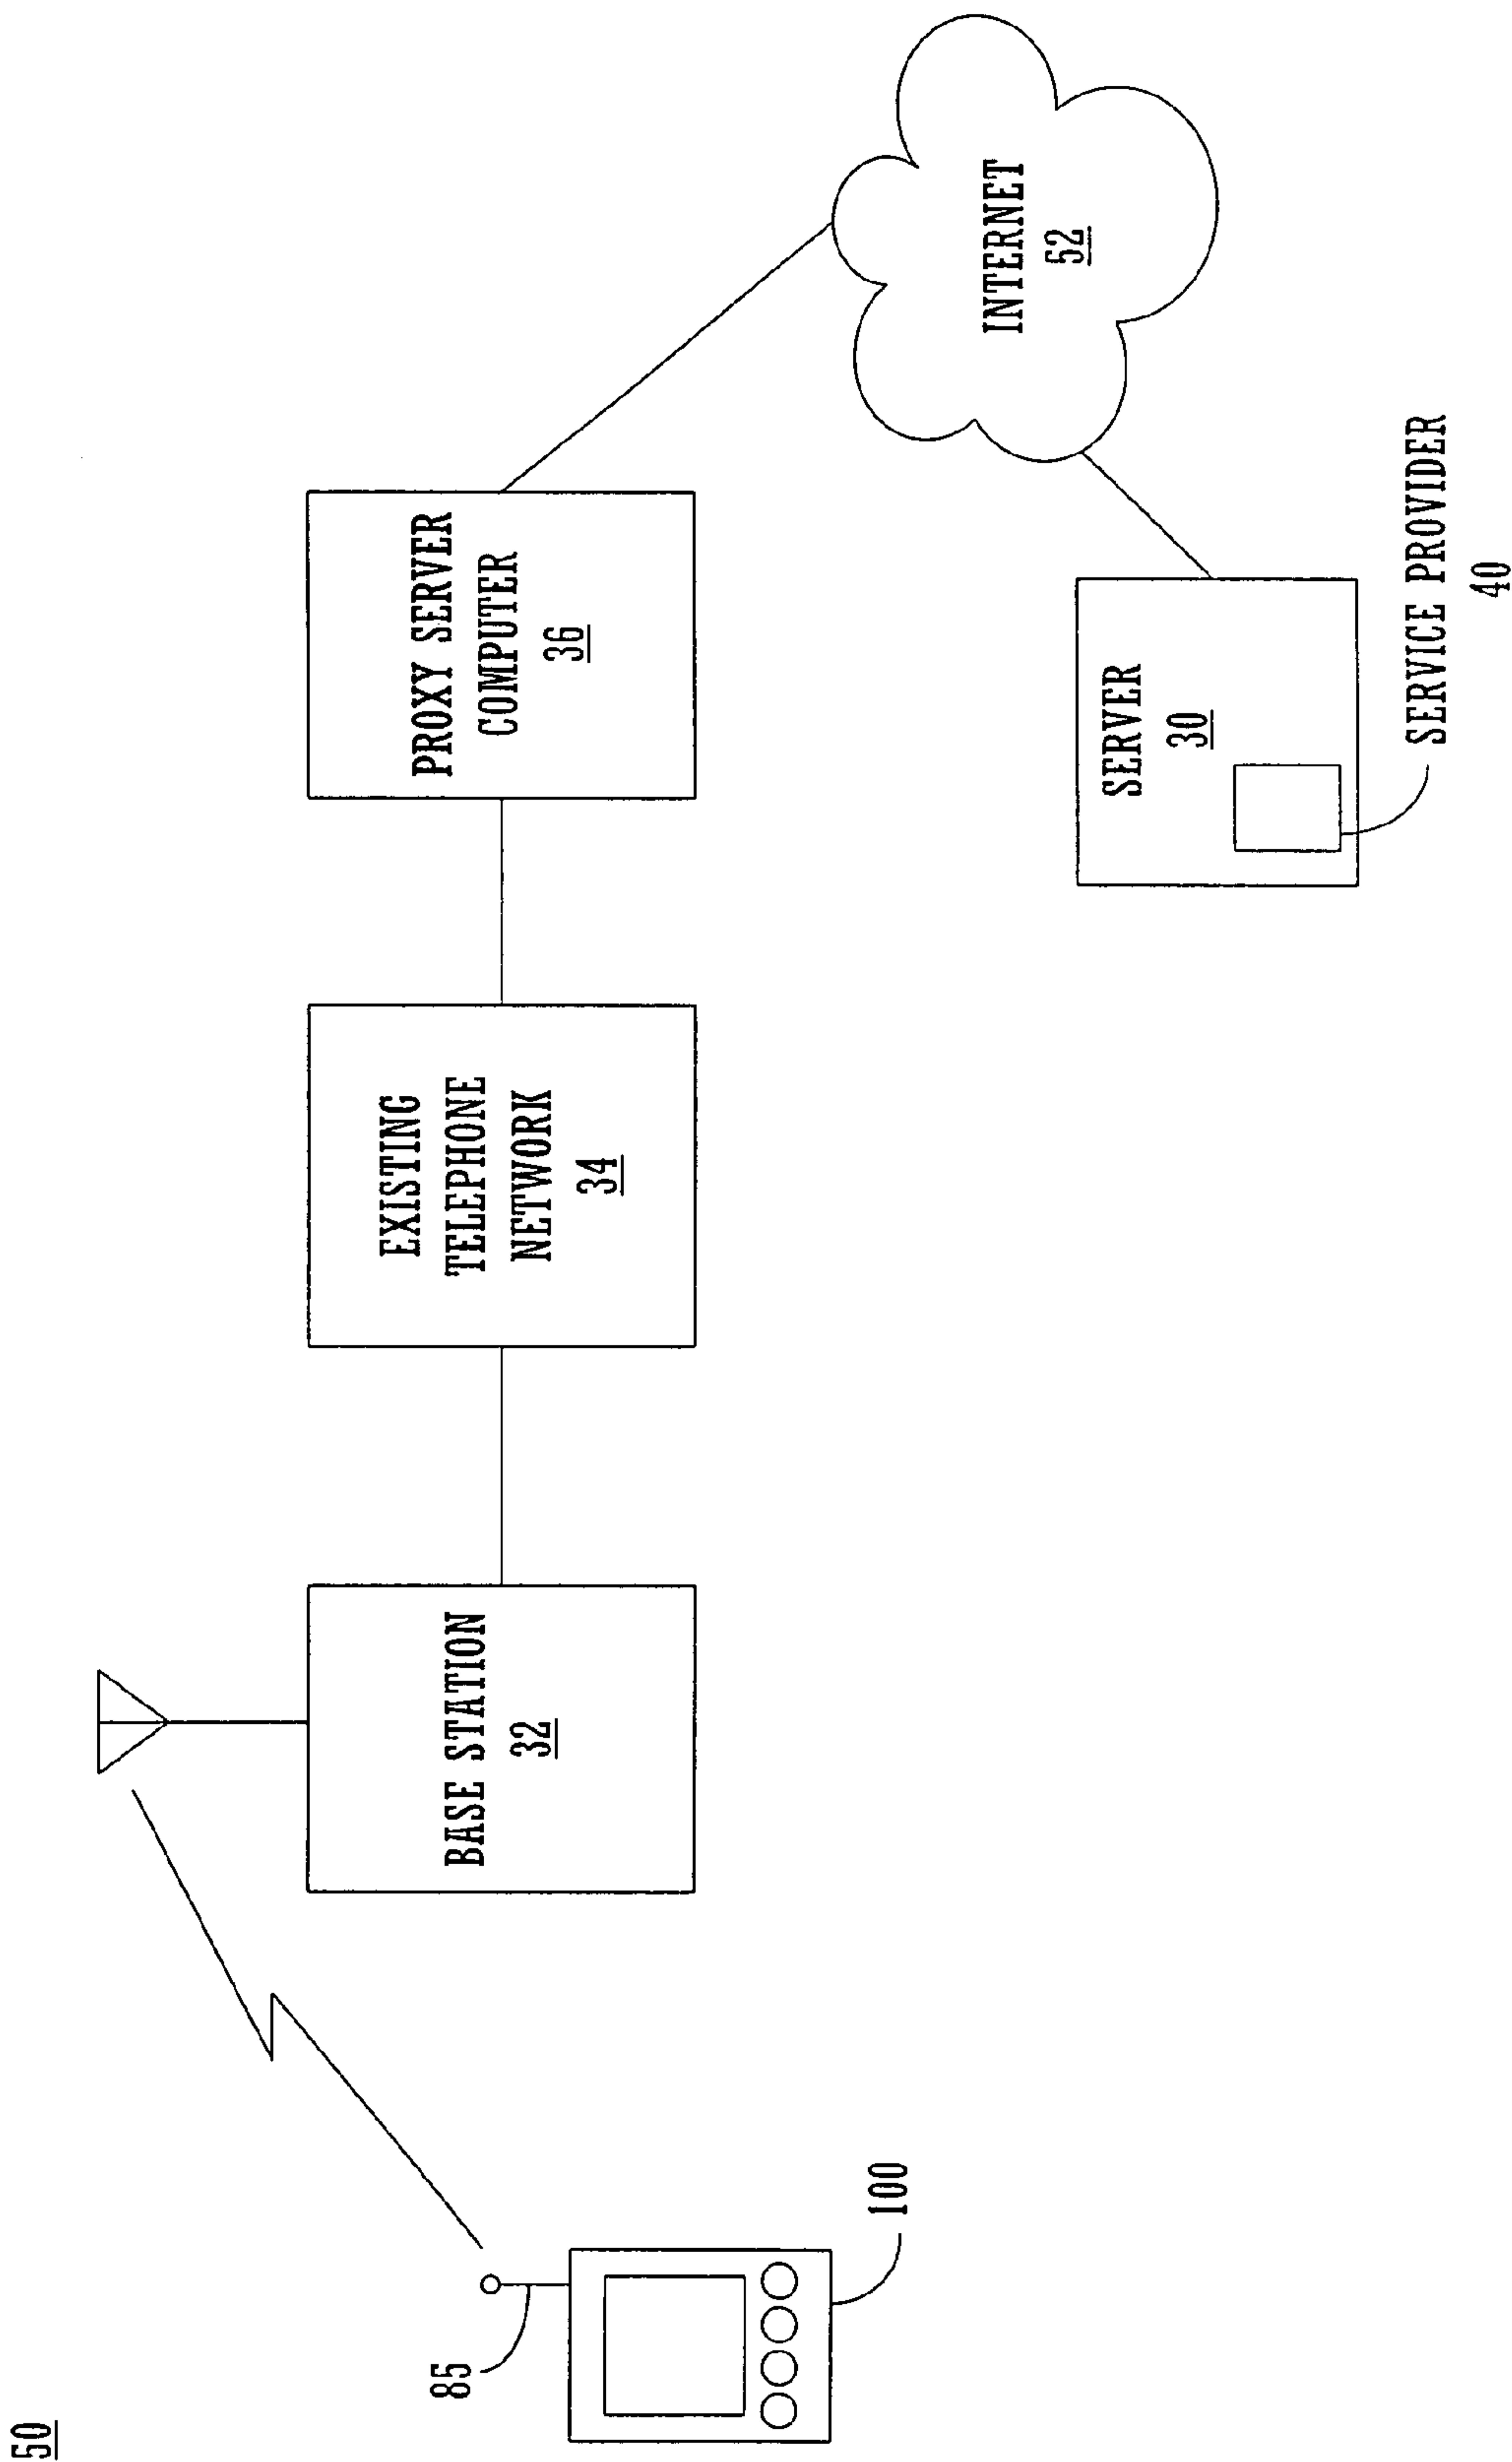 50
85
100
BASE STATION
32
EXISTING
TELEPHONE
NETWORK
34
PROXY SERVER
COMPUTER
36
INTERNET
52
SERVER
30
SERVICE PROVIDER
40